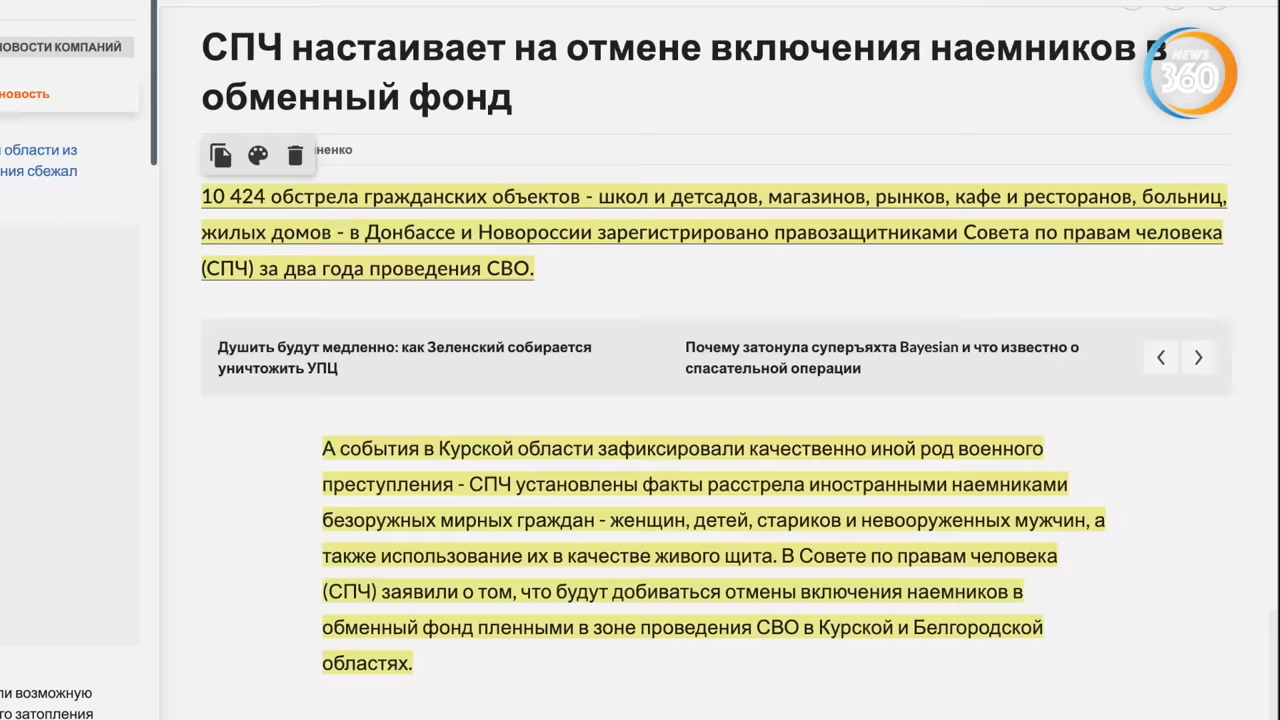 СПЧ настаивает на отмене включения наемников в
обменный фонд
NEWS
360
НОВОСТИ КОМПАНИЙ
новость
области из
сбежал
10 424 обстрела гражданских объектов - школ и детсадов, магазинов, рынков, кафе и ресторанов, больниц,
жилых домов - в Донбассе и Новороссии зарегистрировано правозащитниками Совета по правам человека
(СПЧ) за два года проведения СВО.
Душить будут медленно: как Зеленский собирается
уничтожить УПЦ
Почему затонула суперъяхта Bayesian и что известно о
спасательной операции
А события в Курской области зафиксировали качественно иной род военного
преступления - СПЧ установлены факты расстрела иностранными наемниками
безоружных мирных граждан - женщин, детей, стариков и невооруженных мужчин, а
также использование их в качестве живого щита. В Совете по правам человека
(СПЧ) заявили о том, что будут добиваться отмены включения наемников в
обменный фонд пленными в зоне проведения СВО в Курской и Белгородской
областях.
возможную
затопления